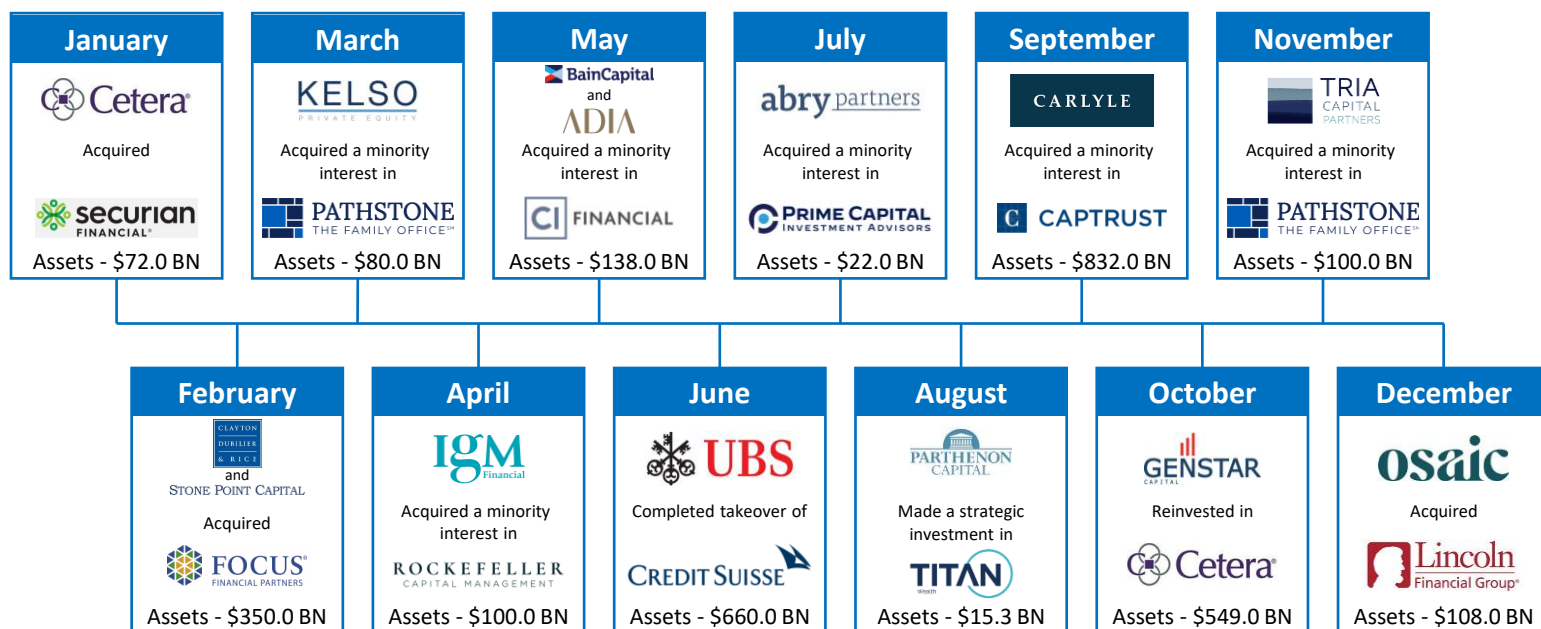 January
Cetera®
Acquired
securian
FINANCIAL®
Assets - $72.0 BN
March
KELSO
PRIVATE EQUITY
Acquired a minority
interest in
PATHSTONE
THE FAMILY OFFICE℠
Assets - $80.0 BN
May
BainCapital
and
ADIA
Acquired a minority
interest in
CI FINANCIAL
Assets - $138.0 BN
July
abry partners
Acquired a minority
interest in
PRIME CAPITAL
INVESTMENT ADVISORS
Assets - $22.0 BN
September
CARLYLE
Acquired a minority
interest in
C CAPTRUST
Assets - $832.0 BN
November
TRIA
CAPITAL
PARTNERS
Acquired a minority
interest in
PATHSTONE
THE FAMILY OFFICE℠
Assets - $100.0 BN
February
CLAYTON
DUBILIER
& RICE
and
STONE POINT CAPITAL
Acquired
FOCUS®
FINANCIAL PARTNERS
Assets - $350.0 BN
April
IgM
Financial
Acquired a minority
interest in
ROCKEFELLER
CAPITAL MANAGEMENT
Assets - $100.0 BN
June
UBS
Completed takeover of
CREDIT SUISSE
Assets - $660.0 BN
August
PARTHENON
CAPITAL
Made a strategic
investment in
TITAN
Wealth
Assets - $15.3 BN
October
GENSTAR
CAPITAL
Reinvested in
Cetera®
Assets - $549.0 BN
December
osaic
Acquired
Lincoln
Financial Group®
Assets - $108.0 BN